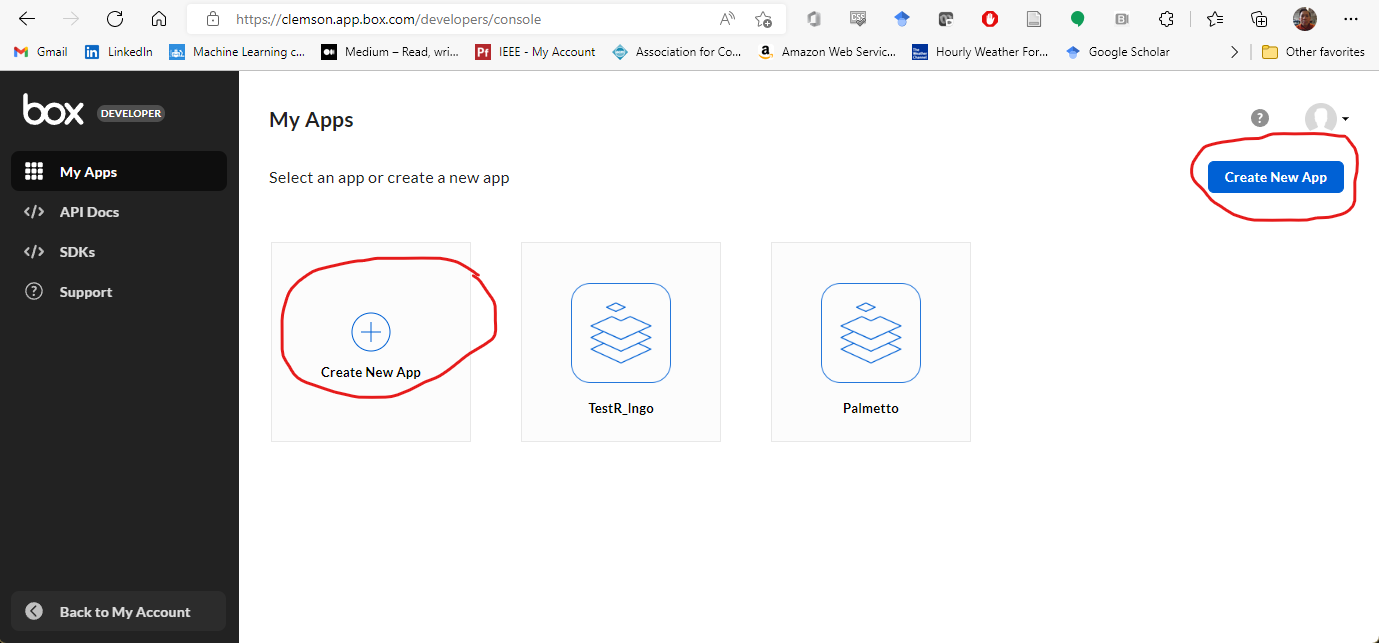 https://clemson.app.box.com/developers/console
Gmail
LinkedIn
Machine Learning c...
Medium – Read, wri...
IEEE - My Account
Association for Co...
Amazon Web Servic...
Hourly Weather For...
Google Scholar
Other favorites
box DEVELOPER
My Apps
API Docs
SDKs
Support
Back to My Account
My Apps
Select an app or create a new app
Create New App
Create New App
TestR_Ingo
Palmetto